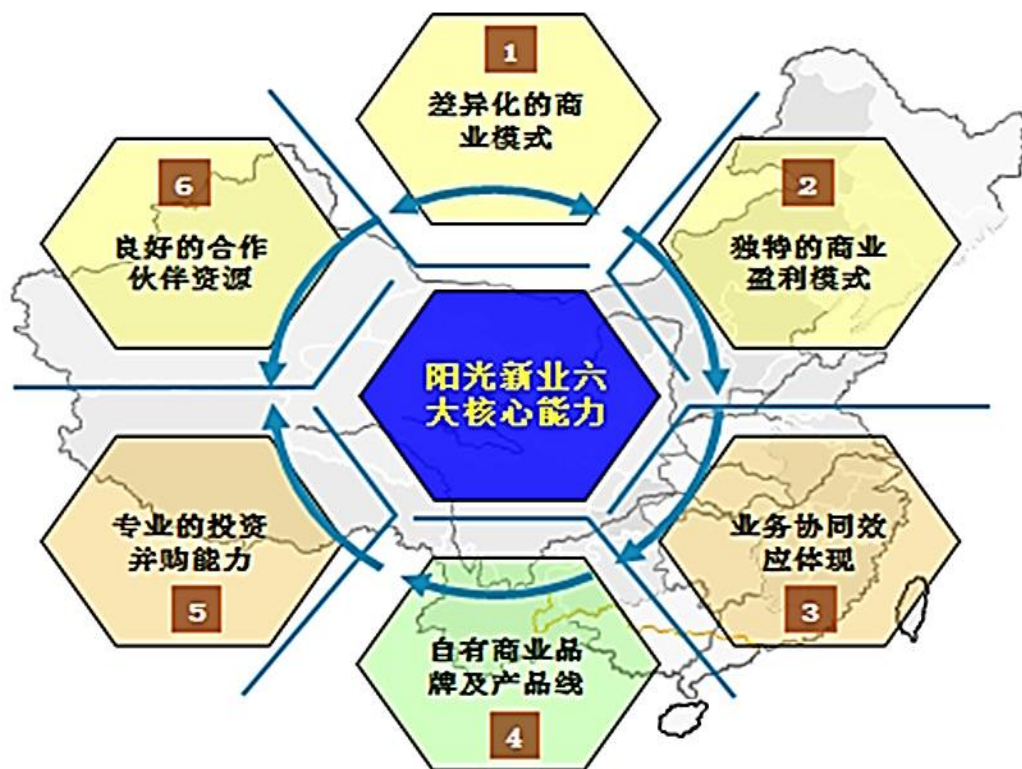 阳光新业六
大核心能力
1
差异化的商
业模式
2
独特的商业
盈利模式
业务协同效
应体现
3
自有商业品
牌及产品线
4
专业的投资
并购能力
5
6
良好的合作
伙伴资源